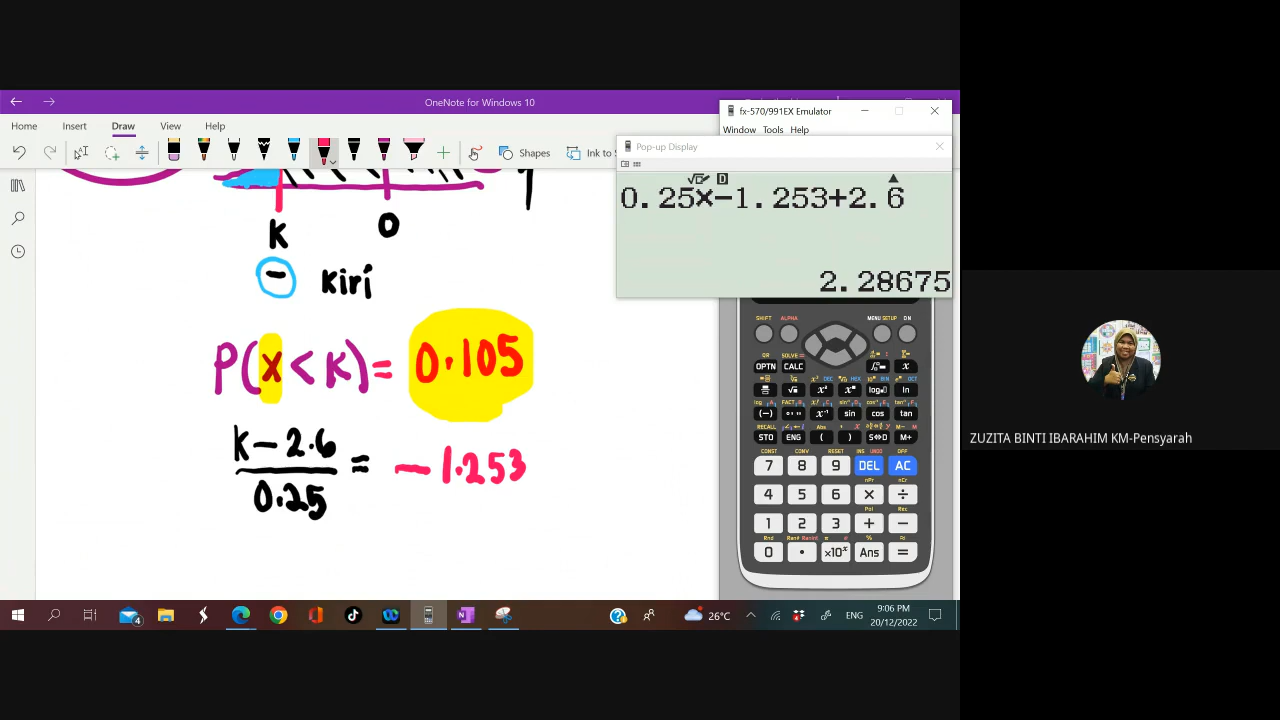 OneNote for Windows 10
fx-570/991EX Emulator
Home Insert Draw View Help
Window Tools Help
Pop-up Display
Shapes
Ink to S
0.25×-1.253+2.6
2.28675
K 0
- Kiri
P(x < K) = 0.105
K - 2.6
0.25
= -1.253
SHIFT ALPHA MENU SETUP ON
OPTN CALC x
sin cos tan
STO ENG ( ) S⇔D M+
7 8 9 DEL AC
4 5 6 × ÷
1 2 3 + −
0 • ×10ˣ Ans =
ZUZITA BINTI IBARAHIM KM-Pensyarah
4
26°C
ENG
9:06 PM
20/12/2022